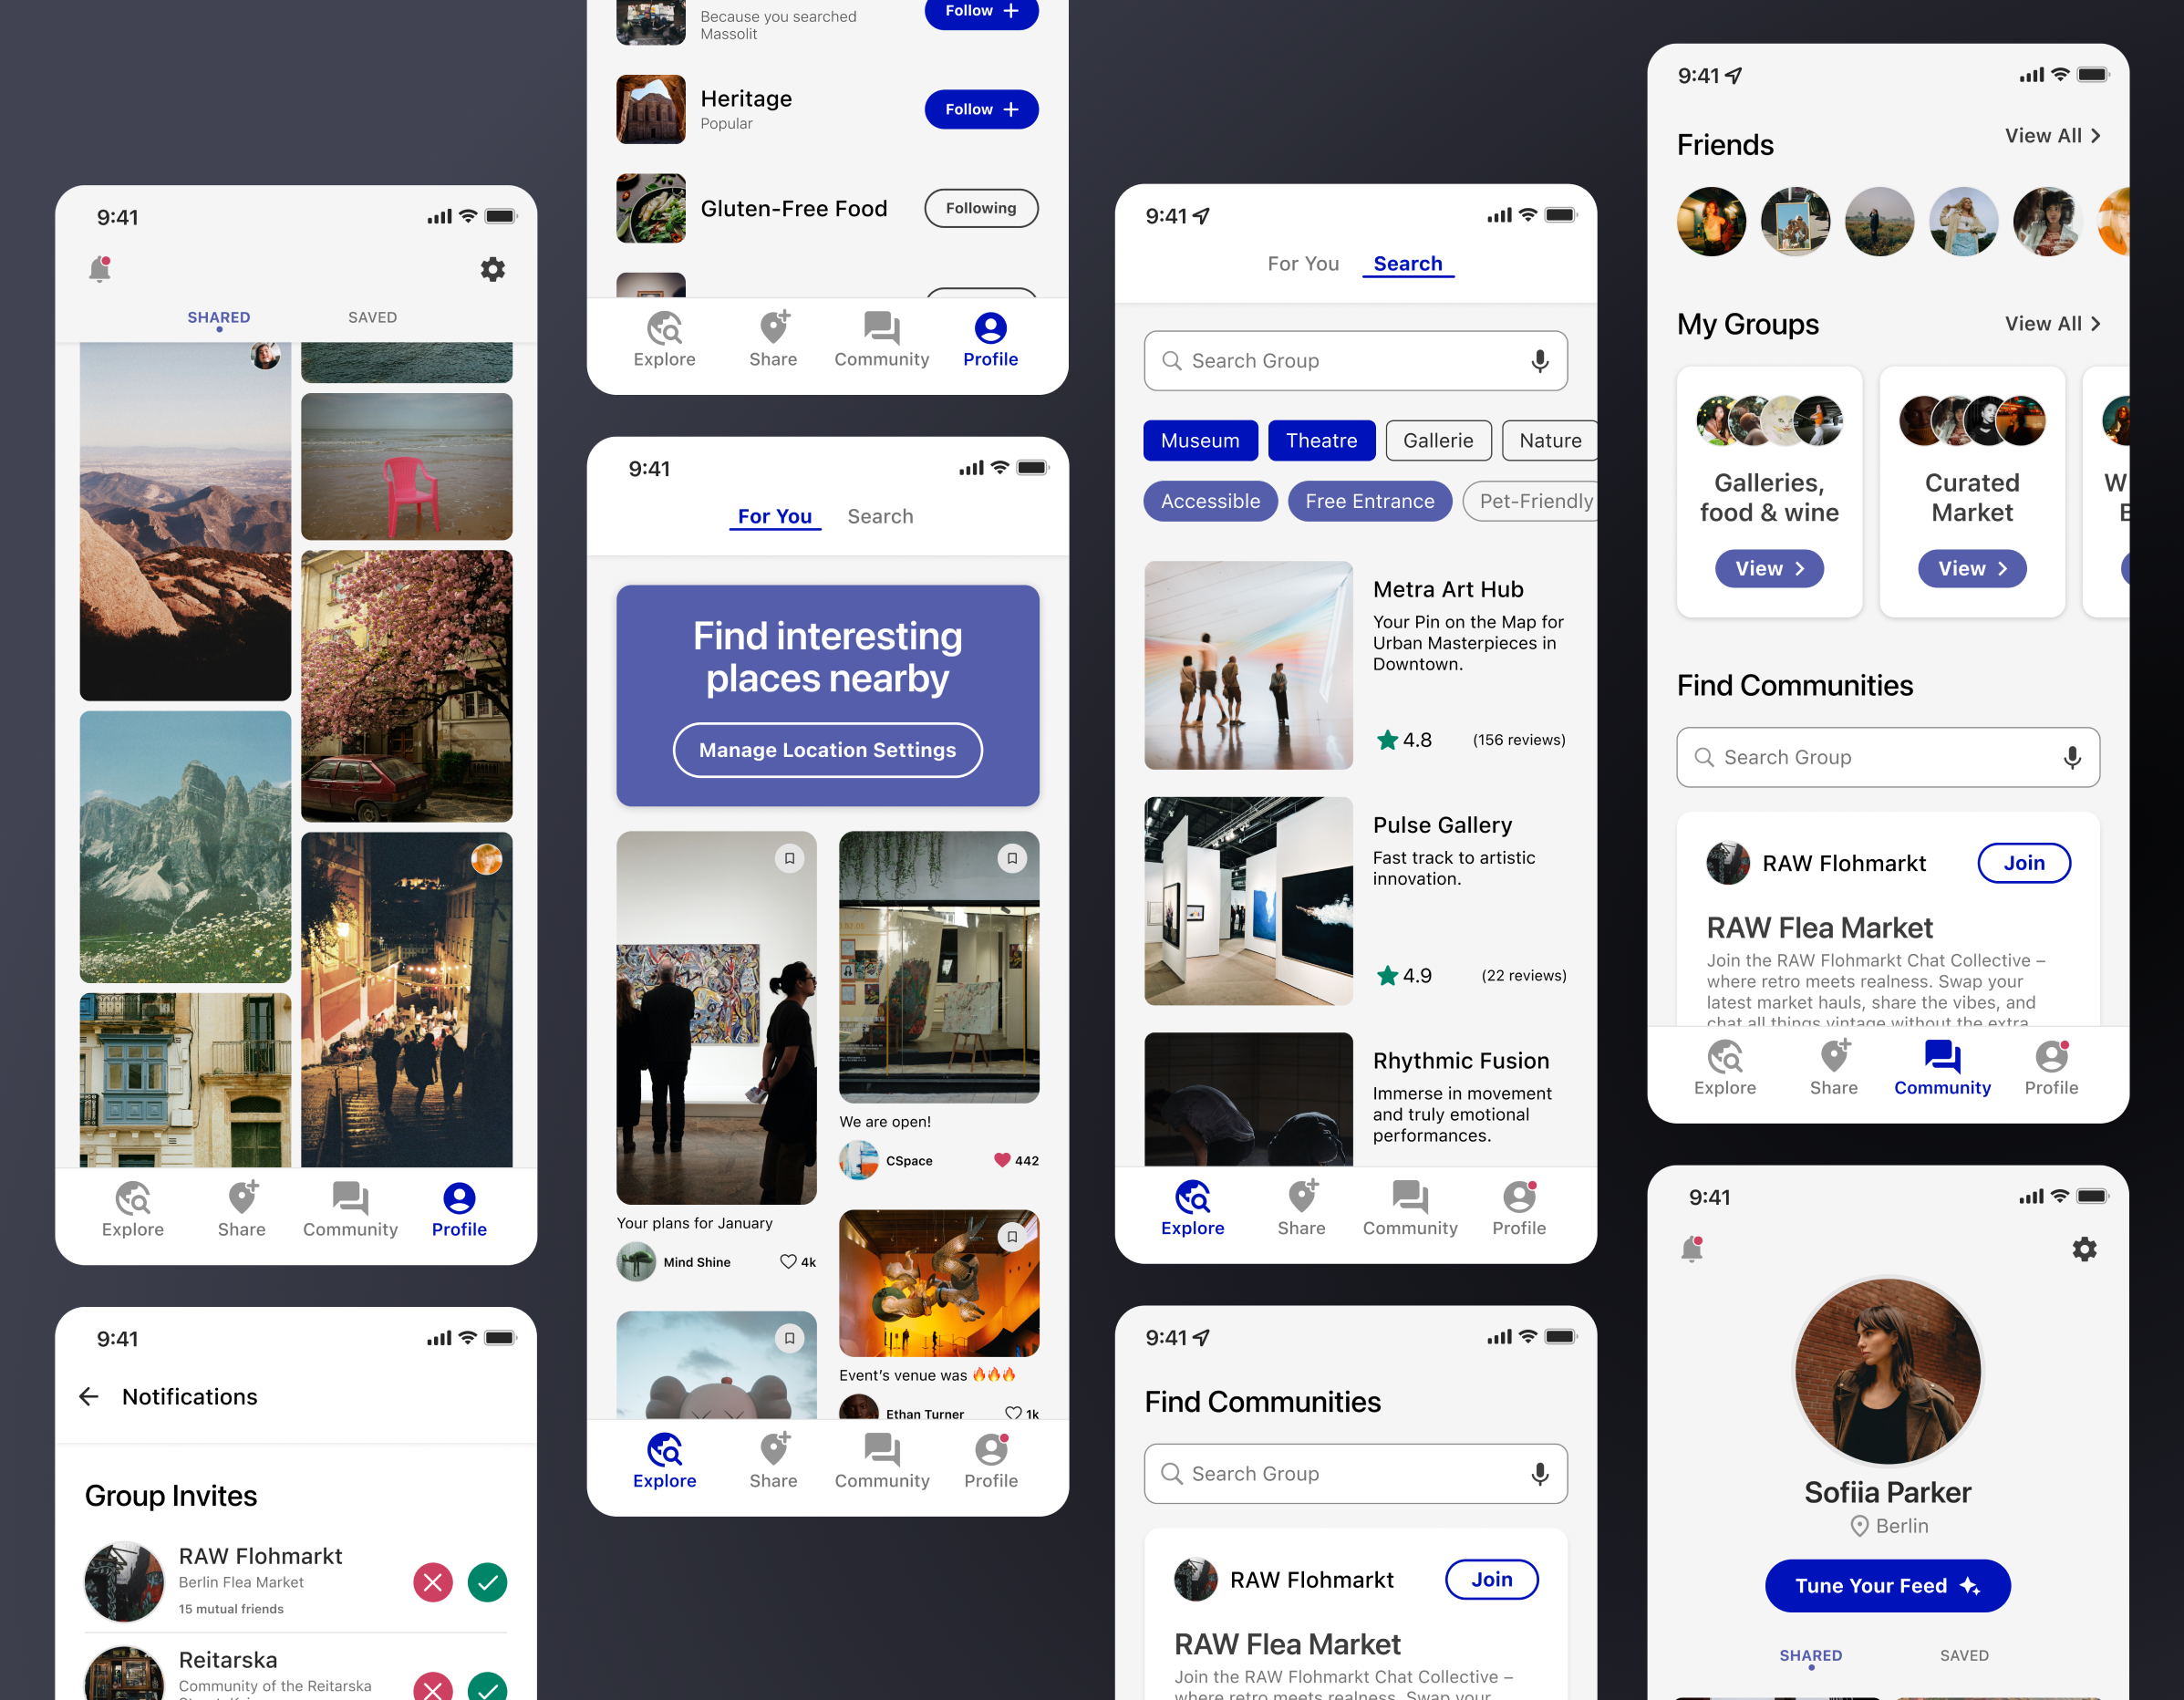 9:41
SHARED
SAVED
Explore
Share
Community
Profile
9:41
Notifications
Group Invites
RAW Flohmarkt
Berlin Flea Market
15 mutual friends
Reitarska
Community of the Reitarska
Because you searched
Massolit
Follow
Heritage
Popular
Follow
Gluten-Free Food
Following
Explore
Share
Community
Profile
9:41
For You
Search
Find interesting
places nearby
Manage Location Settings
Your plans for January
Mind Shine
4k
We are open!
CSpace
442
Event's venue was 🔥🔥🔥
Ethan Turner
1k
Explore
Share
Community
Profile
9:41
For You
Search
Search Group
Museum
Theatre
Gallerie
Nature
Accessible
Free Entrance
Pet-Friendly
Metra Art Hub
Your Pin on the Map for
Urban Masterpieces in
Downtown.
4.8
(156 reviews)
Pulse Gallery
Fast track to artistic
innovation.
4.9
(22 reviews)
Rhythmic Fusion
Immerse in movement
and truly emotional
performances.
Explore
Share
Community
Profile
9:41
Find Communities
Search Group
RAW Flohmarkt
Join
RAW Flea Market
Join the RAW Flohmarkt Chat Collective –
where retro meets realness. Swap your
9:41
Friends
View All
My Groups
View All
Galleries,
food & wine
View
Curated
Market
View
Find Communities
Search Group
RAW Flohmarkt
Join
RAW Flea Market
Join the RAW Flohmarkt Chat Collective –
where retro meets realness. Swap your
latest market hauls, share the vibes, and
chat all things vintage without the extra
Explore
Share
Community
Profile
9:41
Sofiia Parker
Berlin
Tune Your Feed
SHARED
SAVED